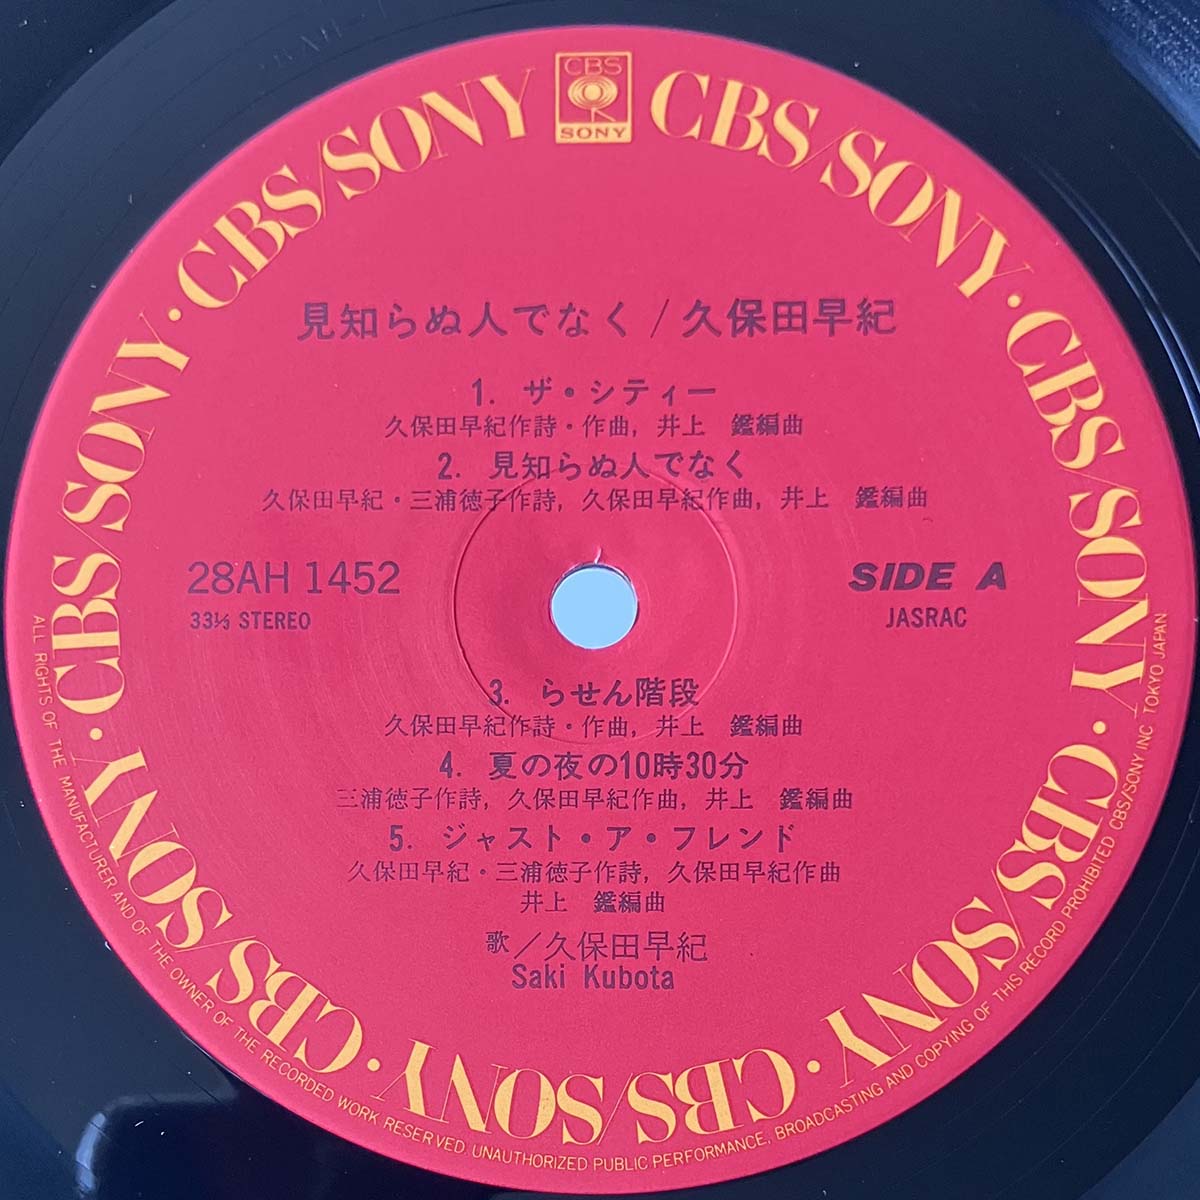 CBS
SONY
CBS/SONY · CBS/SONY · CBS/SONY · CBS/SONY · CBS/SONY · CBS/SONY · CBS/SONY · CBS/SONY
見知らぬ人でなく / 久保田早紀
1. ザ・シティー
久保田早紀作詩・作曲, 井上 鑑編曲
2. 見知らぬ人でなく
久保田早紀・三浦徳子作詩, 久保田早紀作曲, 井上 鑑編曲
28AH 1452
33⅓ STEREO
SIDE A
JASRAC
3. らせん階段
久保田早紀作詩・作曲, 井上 鑑編曲
4. 夏の夜の10時30分
三浦徳子作詩, 久保田早紀作曲, 井上 鑑編曲
5. ジャスト・ア・フレンド
久保田早紀・三浦徳子作詩, 久保田早紀作曲
井上 鑑編曲
歌/久保田早紀
Saki Kubota
ALL RIGHTS OF THE MANUFACTURER AND OF THE OWNER OF THE RECORDED WORK RESERVED. UNAUTHORIZED PUBLIC PERFORMANCE, BROADCASTING AND COPYING OF THIS RECORD PROHIBITED CBS/SONY INC. TOKYO JAPAN